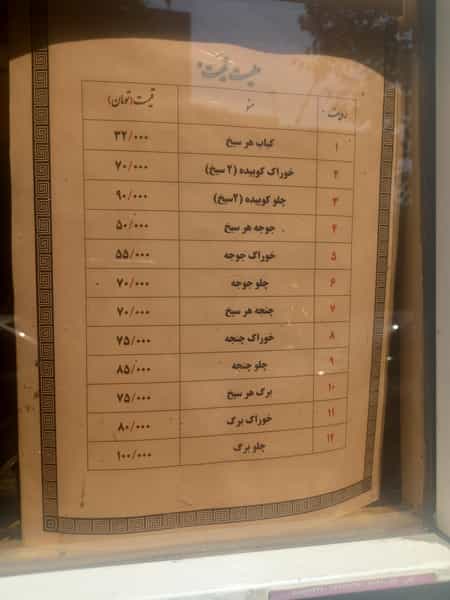 لیست قیمت
ردیف منو قیمت (تومان)
۱ کباب هر سیخ ۳۲/۰۰۰
۲ خوراک کوبیده (۲ سیخ) ۷۰/۰۰۰
۳ چلو کوبیده (۲سیخ) ۹۰/۰۰۰
۴ جوجه هر سیخ ۵۰/۰۰۰
۵ خوراک جوجه ۵۵/۰۰۰
۶ چلو جوجه ۷۰/۰۰۰
۷ چنجه هر سیخ ۷۰/۰۰۰
۸ خوراک چنجه ۷۵/۰۰۰
۹ چلو چنجه ۸۵/۰۰۰
۱۰ برگ هر سیخ ۷۵/۰۰۰
۱۱ خوراک برگ ۸۰/۰۰۰
۱۲ چلو برگ ۱۰۰/۰۰۰